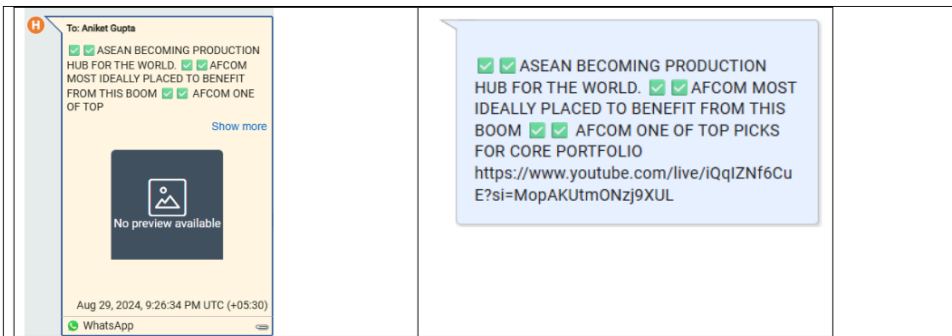 H
To: Aniket Gupta
✅ ✅ ASEAN BECOMING PRODUCTION
HUB FOR THE WORLD. ✅ ✅ AFCOM
MOST IDEALLY PLACED TO BENEFIT
FROM THIS BOOM ✅ ✅ AFCOM ONE
OF TOP
Show more
No preview available
Aug 29, 2024, 9:26:34 PM UTC (+05:30)
WhatsApp
✅ ✅ ASEAN BECOMING PRODUCTION
HUB FOR THE WORLD. ✅ ✅ AFCOM MOST
IDEALLY PLACED TO BENEFIT FROM THIS
BOOM ✅ ✅ AFCOM ONE OF TOP PICKS
FOR CORE PORTFOLIO
https://www.youtube.com/live/iQqIZNf6Cu
E?si=MopAKUtmONzj9XUL